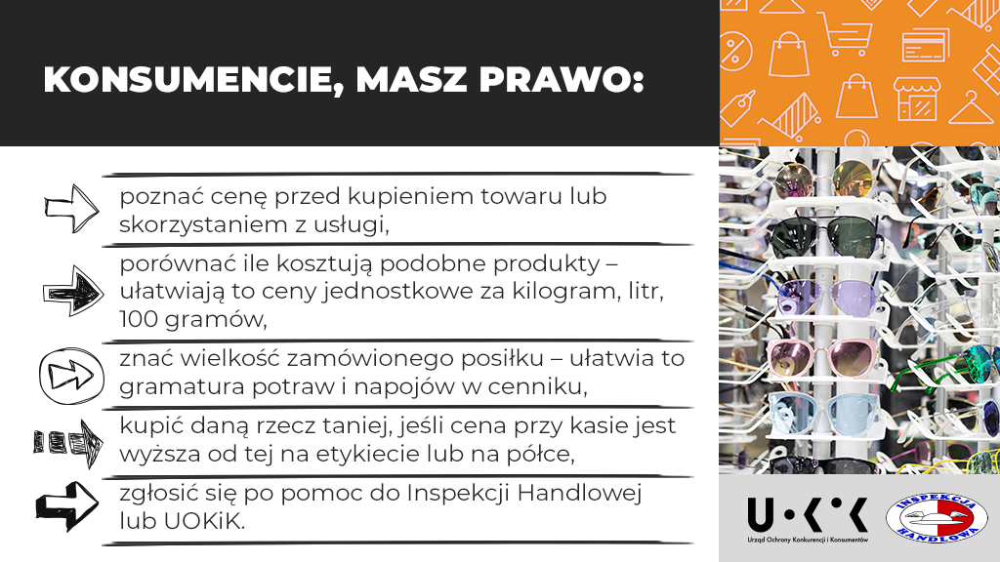 KONSUMENCIE, MASZ PRAWO:
poznać cenę przed kupieniem towaru lub
skorzystaniem z usługi,
porównać ile kosztują podobne produkty –
ułatwiają to ceny jednostkowe za kilogram, litr,
100 gramów,
znać wielkość zamówionego posiłku – ułatwia to
gramatura potraw i napojów w cenniku,
kupić daną rzecz taniej, jeśli cena przy kasie jest
wyższa od tej na etykiecie lub na półce,
zgłosić się po pomoc do Inspekcji Handlowej
lub UOKiK.
UOKiK
Urząd Ochrony Konkurencji i Konsumentów
INSPEKCJA
HANDLOWA